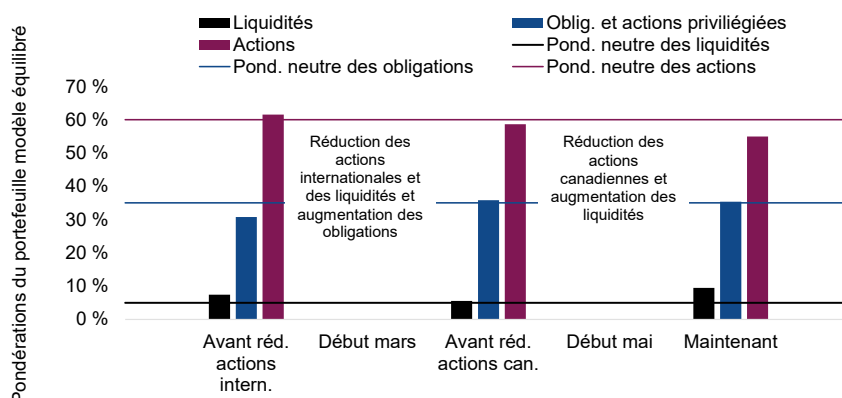 Liquidités
Oblig. et actions priviliégiées
Actions
Pond. neutre des liquidités
Pond. neutre des obligations
Pond. neutre des actions
Pondérations du portefeuille modèle équilibré
70 %
60 %
50 %
40 %
30 %
20 %
10 %
0 %
Réduction des
actions
internationales et
des liquidités et
augmentation des
obligations
Réduction des
actions
canadiennes et
augmentation des
liquidités
Avant réd.
actions
intern.
Début mars
Avant réd.
actions can.
Début mai
Maintenant